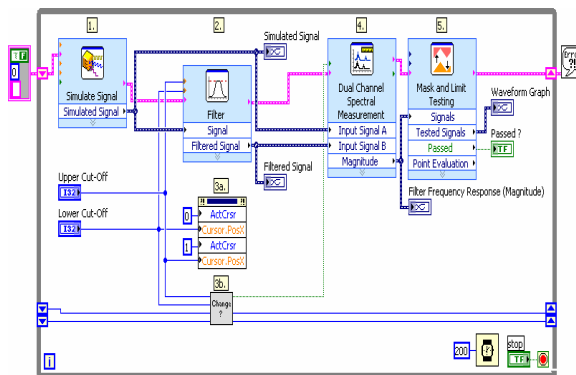 1.
2.
4.
5.
Simulated Signal
TF
0
Error
?!
Simulate Signal
Simulated Signal
Filter
Signal
Filtered Signal
Dual Channel
Spectral
Measurement
Input Signal A
Input Signal B
Magnitude
Mask and Limit
Testing
Signals
Tested Signals
Passed
Point Evaluation
Waveform Graph
Passed ?
TF
Filtered Signal
Filter Frequency Response (Magnitude)
Upper Cut-Off
I32
Lower Cut-Off
I32
3a.
0
ActCrsr
Cursor.PosX
1
ActCrsr
Cursor.PosX
3b.
Change
?
i
200
stop
TF